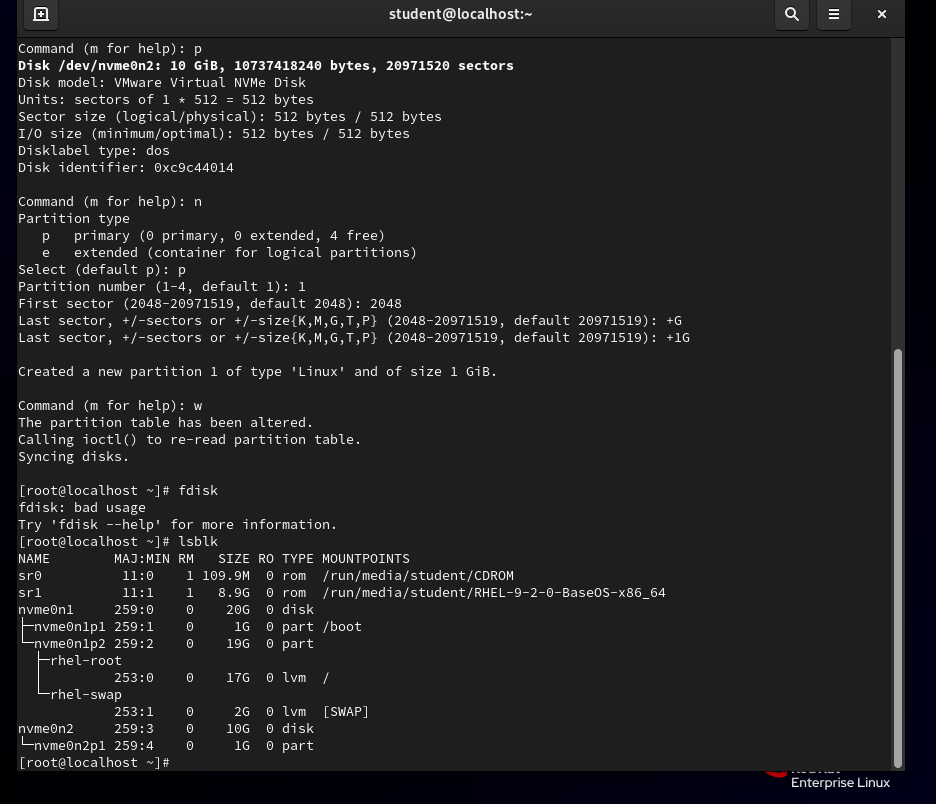 student@localhost:~
Command (m for help): p
Disk /dev/nvme0n2: 10 GiB, 10737418240 bytes, 20971520 sectors
Disk model: VMware Virtual NVMe Disk
Units: sectors of 1 * 512 = 512 bytes
Sector size (logical/physical): 512 bytes / 512 bytes
I/O size (minimum/optimal): 512 bytes / 512 bytes
Disklabel type: dos
Disk identifier: 0xc9c44014

Command (m for help): n
Partition type
   p   primary (0 primary, 0 extended, 4 free)
   e   extended (container for logical partitions)
Select (default p): p
Partition number (1-4, default 1): 1
First sector (2048-20971519, default 2048): 2048
Last sector, +/-sectors or +/-size{K,M,G,T,P} (2048-20971519, default 20971519): +G
Last sector, +/-sectors or +/-size{K,M,G,T,P} (2048-20971519, default 20971519): +1G

Created a new partition 1 of type 'Linux' and of size 1 GiB.

Command (m for help): w
The partition table has been altered.
Calling ioctl() to re-read partition table.
Syncing disks.

[root@localhost ~]# fdisk
fdisk: bad usage
Try 'fdisk --help' for more information.
[root@localhost ~]# lsblk
NAME        MAJ:MIN RM   SIZE RO TYPE MOUNTPOINTS
sr0          11:0    1 109.9M  0 rom  /run/media/student/CDROM
sr1          11:1    1   8.9G  0 rom  /run/media/student/RHEL-9-2-0-BaseOS-x86_64
nvme0n1     259:0    0    20G  0 disk
├─nvme0n1p1 259:1    0     1G  0 part /boot
└─nvme0n1p2 259:2    0    19G  0 part
  ├─rhel-root
  │         253:0    0    17G  0 lvm  /
  └─rhel-swap
            253:1    0     2G  0 lvm  [SWAP]
nvme0n2     259:3    0    10G  0 disk
└─nvme0n2p1 259:4    0     1G  0 part
[root@localhost ~]#
Enterprise Linux